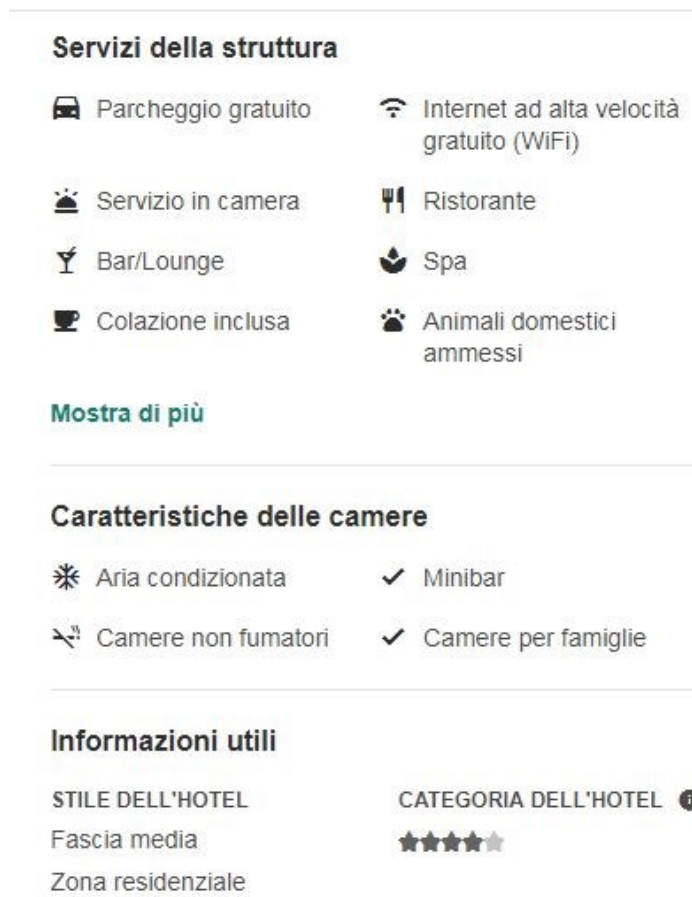 Servizi della struttura
Parcheggio gratuito
Internet ad alta velocità
gratuito (WiFi)
Servizio in camera
Ristorante
Bar/Lounge
Spa
Colazione inclusa
Animali domestici
ammessi
Mostra di più
Caratteristiche delle camere
Aria condizionata
Minibar
Camere non fumatori
Camere per famiglie
Informazioni utili
STILE DELL'HOTEL
CATEGORIA DELL'HOTEL
Fascia media
Zona residenziale